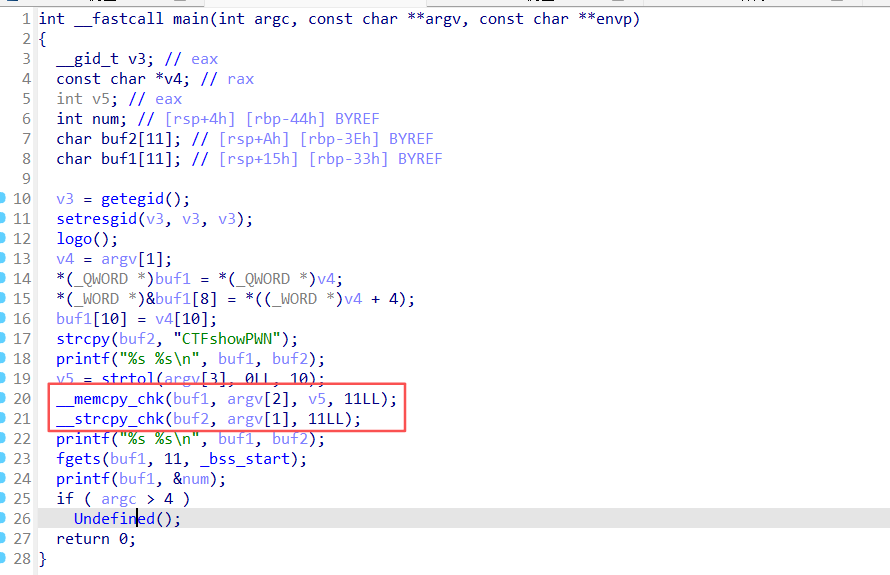 1 int __fastcall main(int argc, const char **argv, const char **envp)
2 {
3   __gid_t v3; // eax
4   const char *v4; // rax
5   int v5; // eax
6   int num; // [rsp+4h] [rbp-44h] BYREF
7   char buf2[11]; // [rsp+Ah] [rbp-3Eh] BYREF
8   char buf1[11]; // [rsp+15h] [rbp-33h] BYREF
9
10   v3 = getegid();
11   setresgid(v3, v3, v3);
12   logo();
13   v4 = argv[1];
14   *(_QWORD *)buf1 = *(_QWORD *)v4;
15   *(_WORD *)&buf1[8] = *((_WORD *)v4 + 4);
16   buf1[10] = v4[10];
17   strcpy(buf2, "CTFshowPWN");
18   printf("%s %s\n", buf1, buf2);
19   v5 = strtol(argv[3], 0LL, 10);
20   __memcpy_chk(buf1, argv[2], v5, 11LL);
21   __strcpy_chk(buf2, argv[1], 11LL);
22   printf("%s %s\n", buf1, buf2);
23   fgets(buf1, 11, _bss_start);
24   printf(buf1, &num);
25   if ( argc > 4 )
26     Undefined();
27   return 0;
28 }